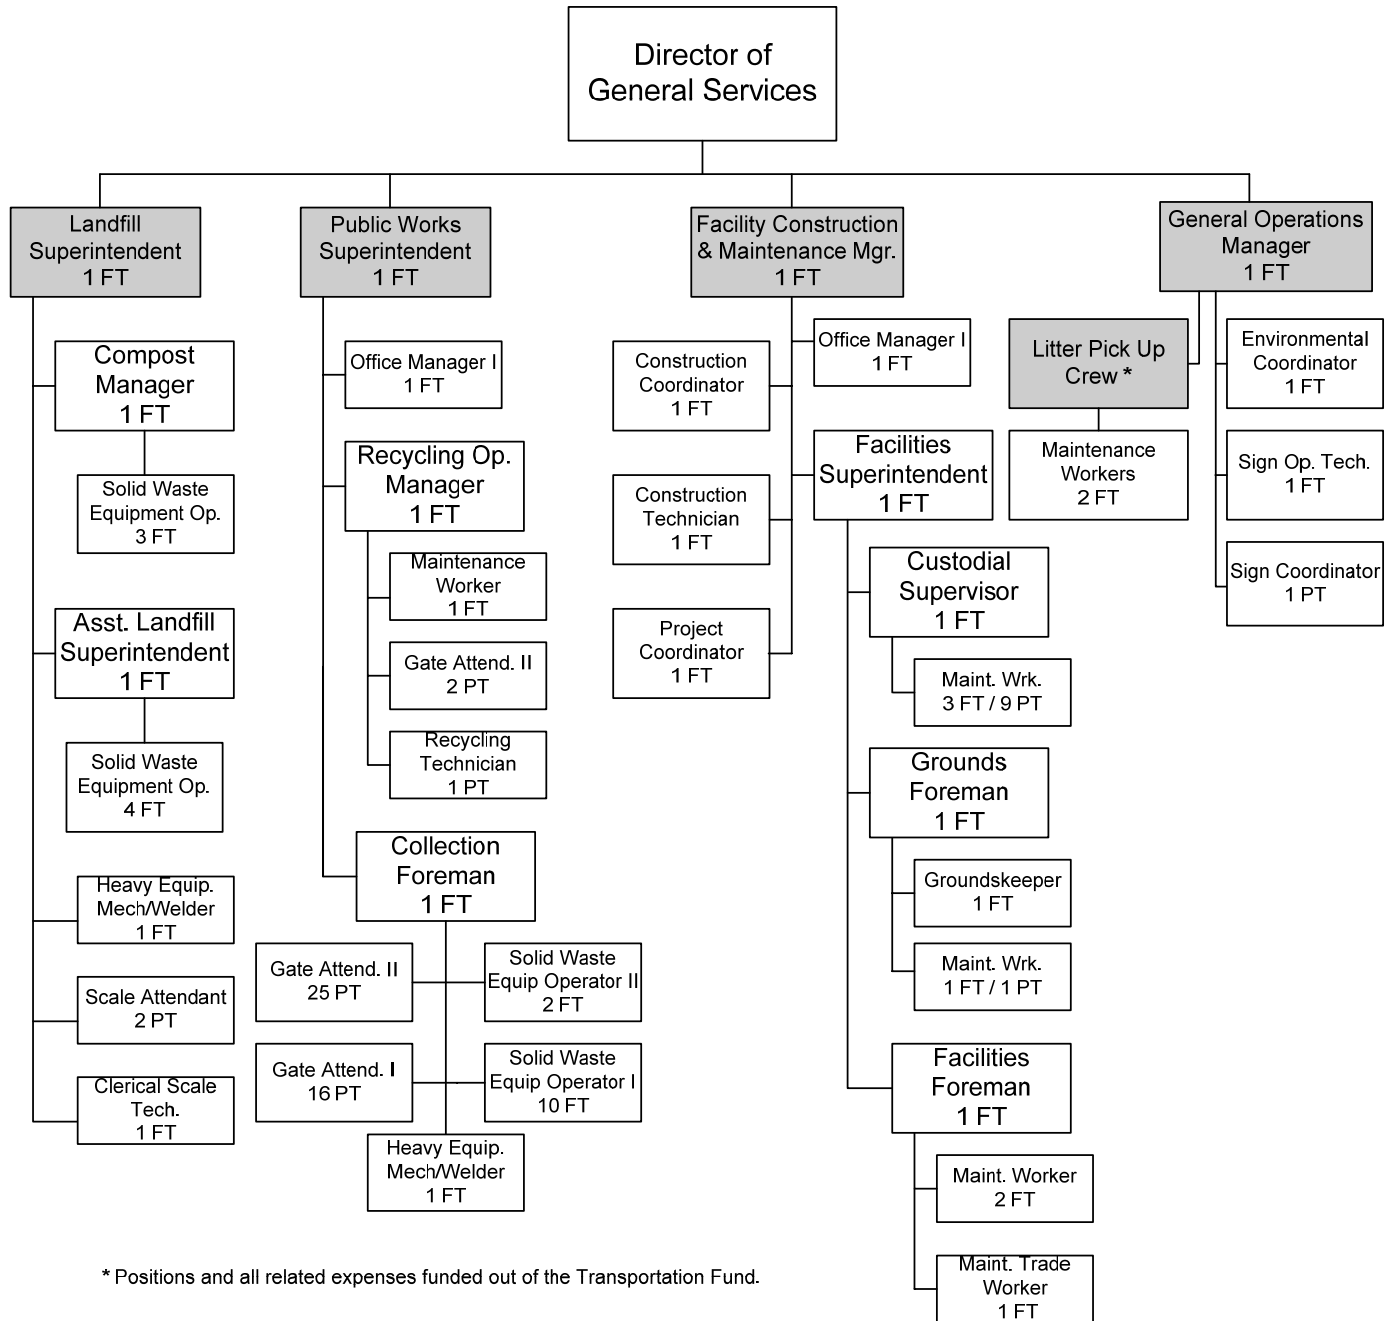 Director of
General Services
Landfill
Superintendent
1 FT
Public Works
Superintendent
1 FT
Facility Construction
& Maintenance Mgr.
1 FT
General Operations
Manager
1 FT
Compost
Manager
1 FT
Solid Waste
Equipment Op.
3 FT
Asst. Landfill
Superintendent
1 FT
Solid Waste
Equipment Op.
4 FT
Heavy Equip.
Mech/Welder
1 FT
Scale Attendant
2 PT
Clerical Scale
Tech.
1 FT
Office Manager I
1 FT
Recycling Op.
Manager
1 FT
Maintenance
Worker
1 FT
Gate Attend. II
2 PT
Recycling
Technician
1 PT
Collection
Foreman
1 FT
Gate Attend. II
25 PT
Solid Waste
Equip Operator II
2 FT
Gate Attend. I
16 PT
Solid Waste
Equip Operator I
10 FT
Heavy Equip.
Mech/Welder
1 FT
Construction
Coordinator
1 FT
Construction
Technician
1 FT
Project
Coordinator
1 FT
Office Manager I
1 FT
Facilities
Superintendent
1 FT
Custodial
Supervisor
1 FT
Maint. Wrk.
3 FT / 9 PT
Grounds
Foreman
1 FT
Groundskeeper
1 FT
Maint. Wrk.
1 FT / 1 PT
Facilities
Foreman
1 FT
Maint. Worker
2 FT
Maint. Trade
Worker
1 FT
Litter Pick Up
Crew *
Maintenance
Workers
2 FT
Environmental
Coordinator
1 FT
Sign Op. Tech.
1 FT
Sign Coordinator
1 PT
* Positions and all related expenses funded out of the Transportation Fund.